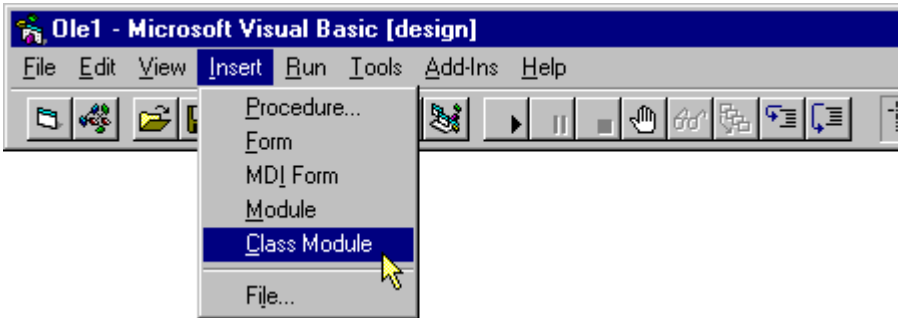 Ole1 - Microsoft Visual Basic [design]
File Edit View Insert Run Tools Add-Ins Help
Procedure...
Form
MDI Form
Module
Class Module
File...